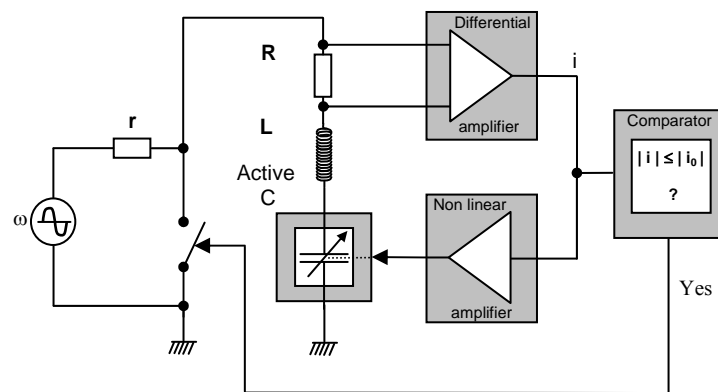 Differential
R
i
amplifier
Comparator
r
L
| i | ≤ | i₀ |
?
Active
C
Non linear
ω
amplifier
Yes